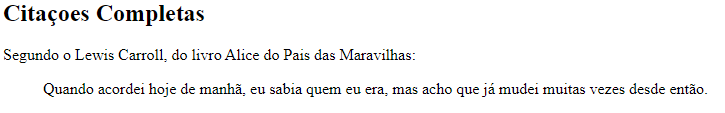 Citaçoes Completas
Segundo o Lewis Carroll, do livro Alice do Pais das Maravilhas:
Quando acordei hoje de manhã, eu sabia quem eu era, mas acho que já mudei muitas vezes desde então.